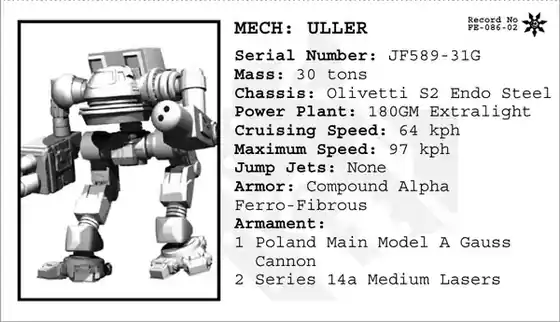 MECH: ULLER
Record No
FE-086-02
Serial Number: JF589-31G
Mass: 30 tons
Chassis: Olivetti S2 Endo Steel
Power Plant: 180GM Extralight
Cruising Speed: 64 kph
Maximum Speed: 97 kph
Jump Jets: None
Armor: Compound Alpha
Ferro-Fibrous
Armament:
1 Poland Main Model A Gauss
Cannon
2 Series 14a Medium Lasers